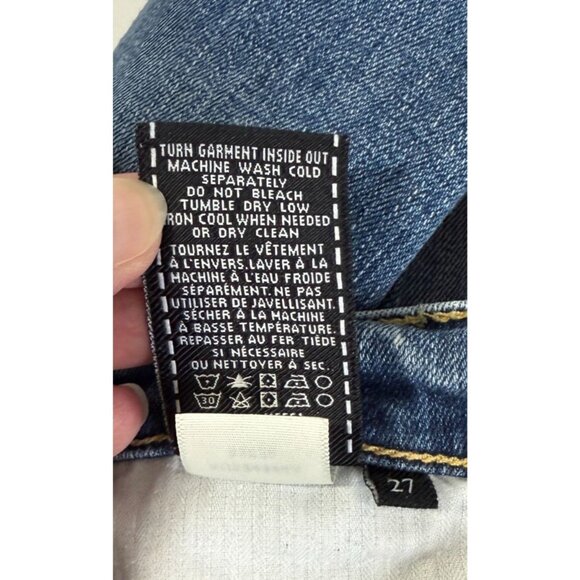 TURN GARMENT INSIDE OUT
MACHINE WASH COLD
SEPARATELY
DO NOT BLEACH
TUMBLE DRY LOW
IRON COOL WHEN NEEDED
OR DRY CLEAN
TOURNEZ LE VÊTEMENT
À L'ENVERS.LAVER À LA
MACHINE À L'EAU FROIDE
SÉPARÉMENT. NE PAS
UTILISER DE JAVELLISANT.
SÉCHER À LA MACHINE
À BASSE TEMPÉRATURE.
REPASSER AU FER TIÈDE
SI NÉCESSAIRE
OU NETTOYER À SEC.
30
27